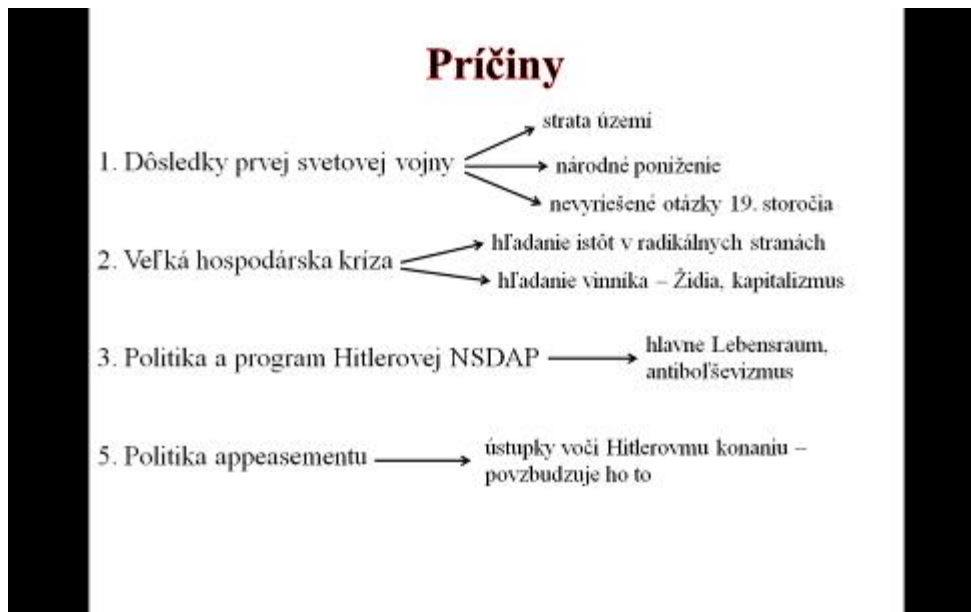 Príčiny
strata území
1. Dôsledky prvej svetovej vojny
národné poníženie
nevyriešené otázky 19. storočia
hľadanie istôt v radikálnych stranách
2. Veľká hospodárska kríza
hľadanie vinníka – Židia, kapitalizmus
3. Politika a program Hitlerovej NSDAP
hlavne Lebensraum,
antiboľševizmus
5. Politika appeasementu
ústupky voči Hitlerovmu konaniu –
povzbudzuje ho to